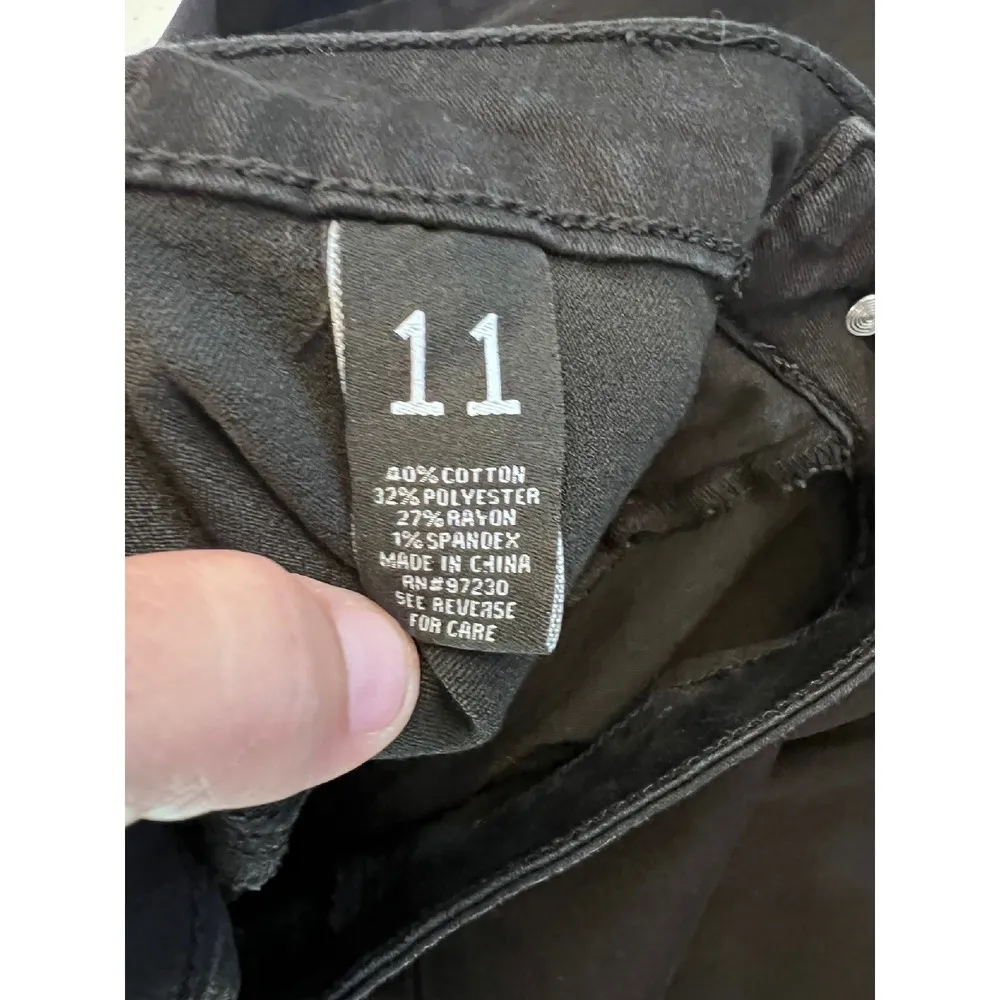 11
40% COTTON
32% POLYESTER
27% RAYON
1% SPANDEX
MADE IN CHINA
RN#97230
SEE REVERSE
FOR CARE